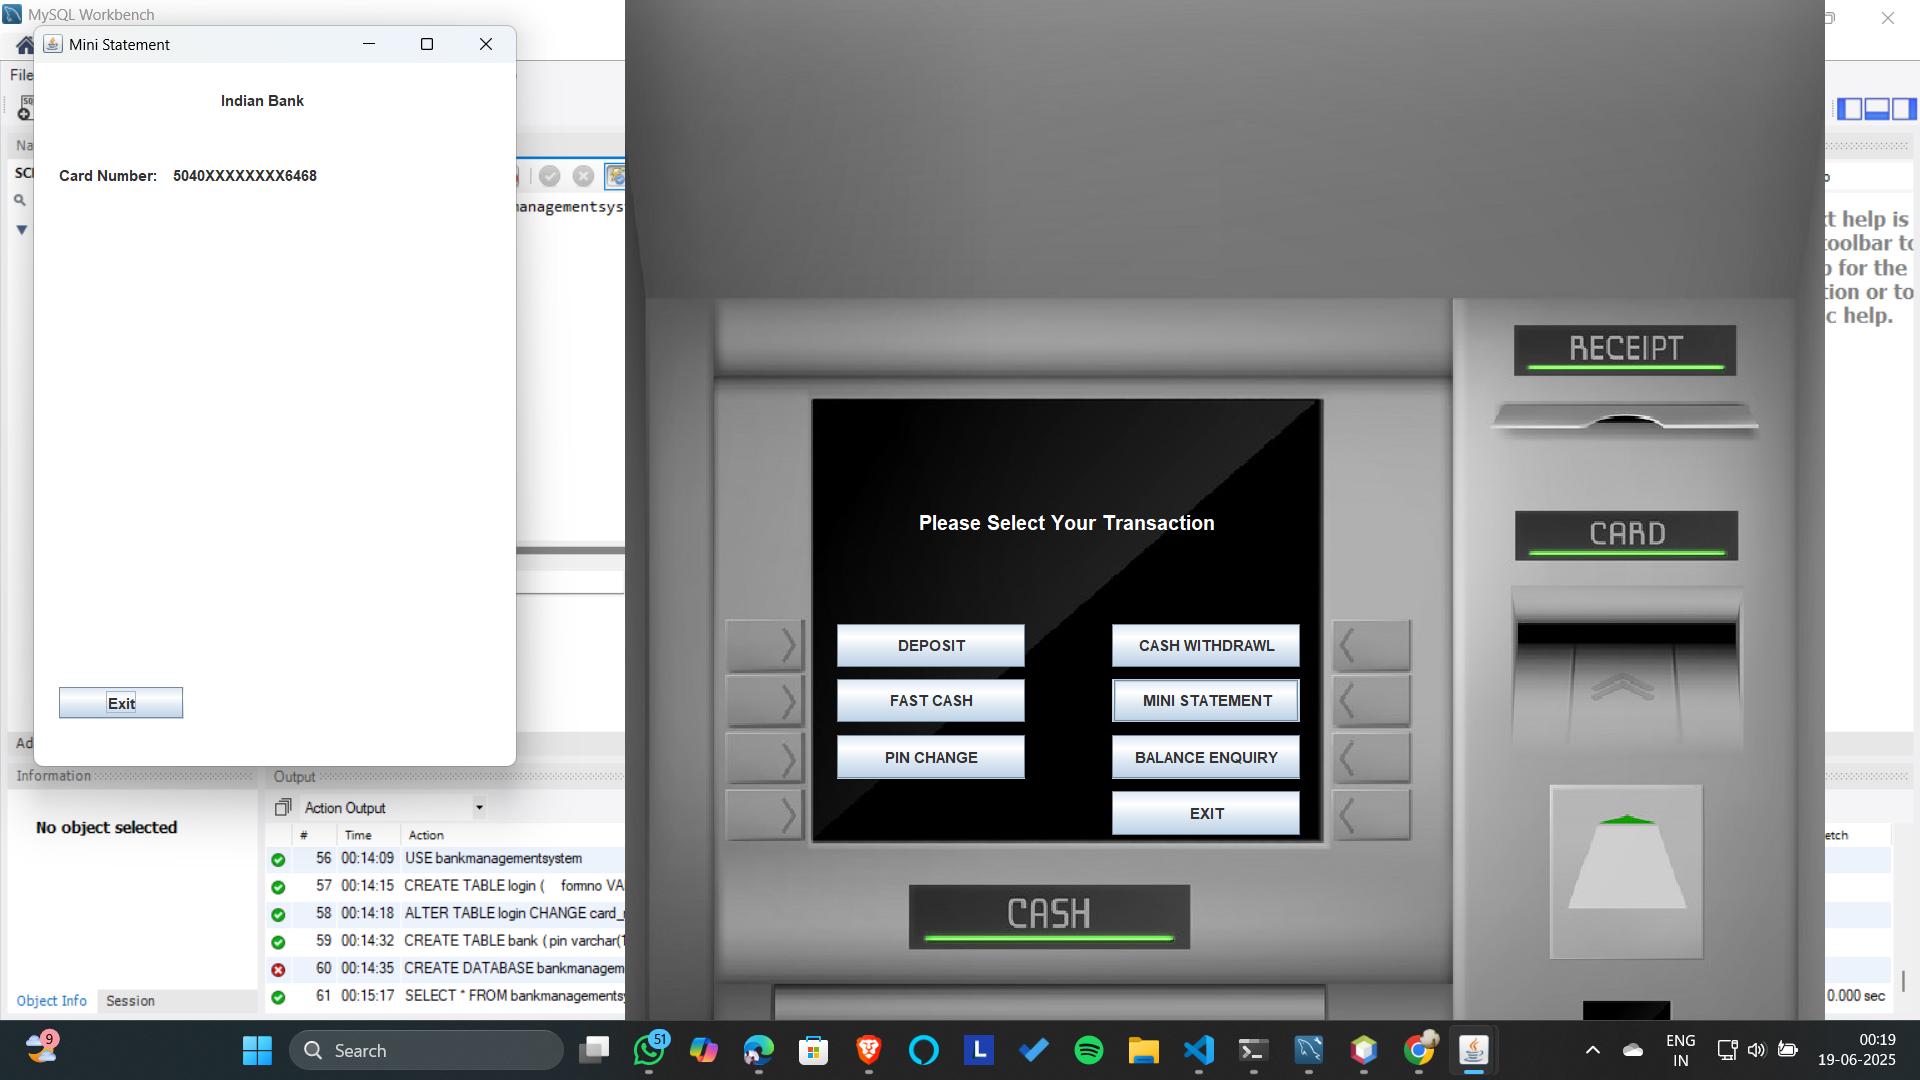 MySQL Workbench
Mini Statement
File
Indian Bank
Card Number: 5040XXXXXXXX6468
anagementsys
t help is
toolbar to
p for the
tion or to
c help.
RECEIPT
CARD
Please Select Your Transaction
DEPOSIT
CASH WITHDRAWL
FAST CASH
MINI STATEMENT
PIN CHANGE
BALANCE ENQUIRY
EXIT
Exit
CASH
Information
Output
No object selected
Action Output
# Time Action
etch
56 00:14:09 USE bankmanagementsystem
57 00:14:15 CREATE TABLE login ( formno VA
58 00:14:18 ALTER TABLE login CHANGE card_
59 00:14:32 CREATE TABLE bank ( pin varchar(1
60 00:14:35 CREATE DATABASE bankmanagem
61 00:15:17 SELECT * FROM bankmanagements
0.000 sec
Object Info Session
9
Search
51
L
ENG
IN
00:19
19-06-2025